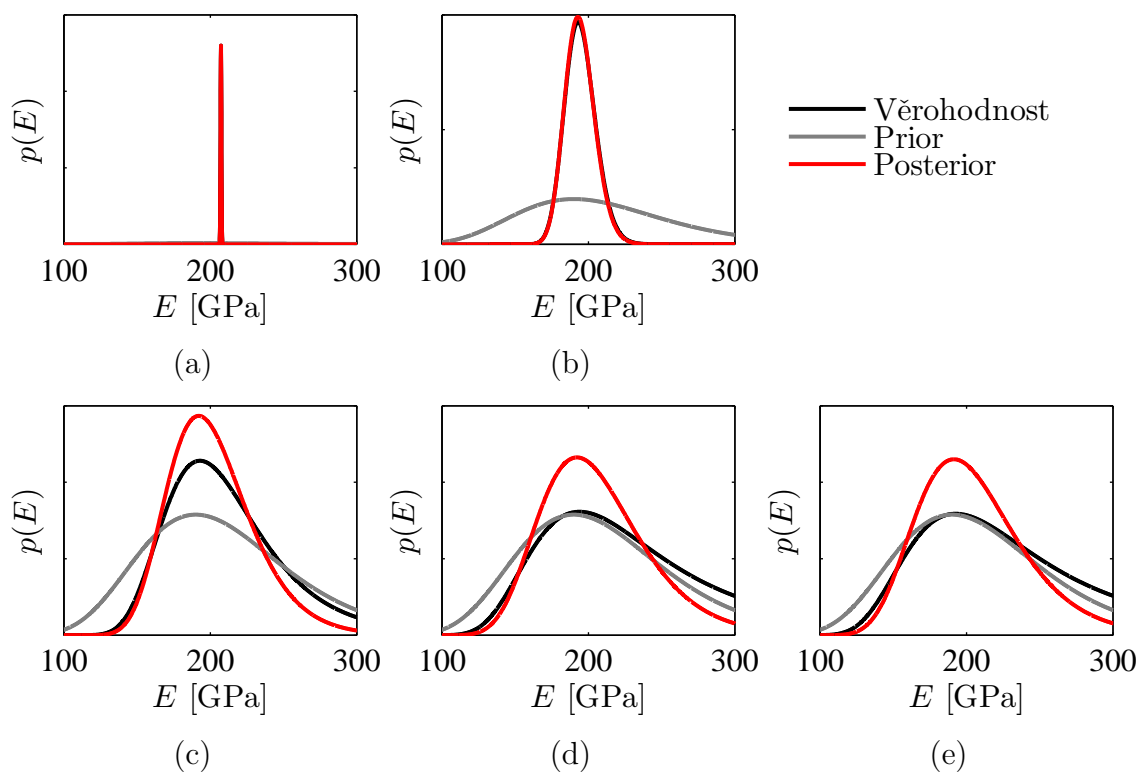 p(E)
100 200 300
E [GPa]
(a)
p(E)
100 200 300
E [GPa]
(b)
Věrohodnost
Prior
Posterior
p(E)
100 200 300
E [GPa]
(c)
p(E)
100 200 300
E [GPa]
(d)
p(E)
100 200 300
E [GPa]
(e)